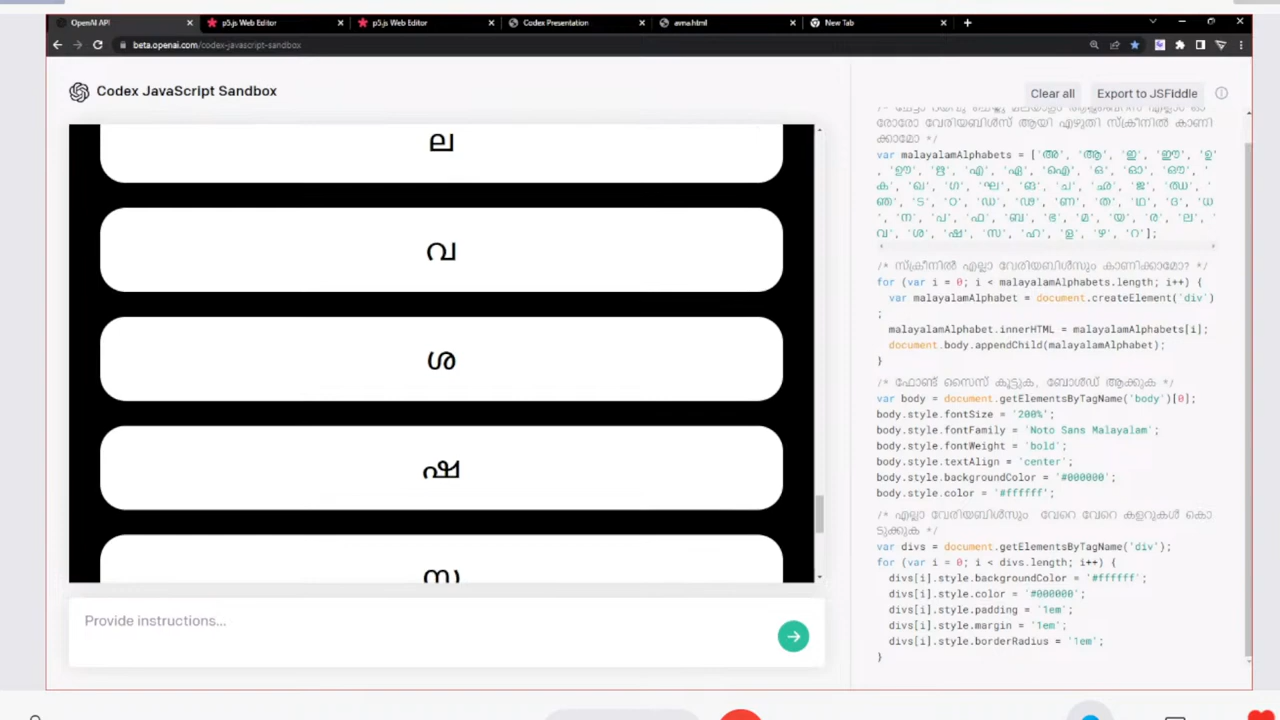 OpenAI API
p5.js Web Editor
p5.js Web Editor
Codex Presentation
avma.html
New Tab
beta.openai.com/codex-javascript-sandbox
Codex JavaScript Sandbox
Clear all
Export to JSFiddle
ല
വ
ശ
ഷ
സ
Provide instructions...
രോരോ വേരിയബിൾസ് ആയി എഴുതി സ്ക്രീനിൽ കാണി
ക്കാമോ */
var malayalamAlphabets = ['അ', 'ആ', 'ഇ', 'ഈ', 'ഉ'
, 'ഊ', 'ഋ', 'എ', 'ഏ', 'ഐ', 'ഒ', 'ഓ', 'ഔ', '
ക', 'ഖ', 'ഗ', 'ഘ', 'ങ', 'ച', 'ഛ', 'ജ', 'ഝ', '
ഞ', 'ട', 'ഠ', 'ഡ', 'ഢ', 'ണ', 'ത', 'ഥ', 'ദ', 'ധ
', 'ന', 'പ', 'ഫ', 'ബ', 'ഭ', 'മ', 'യ', 'ര', 'ല', '
വ', 'ശ', 'ഷ', 'സ', 'ഹ', 'ള', 'ഴ', 'റ'];
/* സ്ക്രീനിൽ എല്ലാ വേരിയബിൾസും കാണിക്കാമോ? */
for (var i = 0; i < malayalamAlphabets.length; i++) {
var malayalamAlphabet = document.createElement('div')
;
malayalamAlphabet.innerHTML = malayalamAlphabets[i];
document.body.appendChild(malayalamAlphabet);
}
/* ഫോണ്ട് സൈസ് കൂട്ടുക, ബോൾഡ് ആക്കുക */
var body = document.getElementsByTagName('body')[0];
body.style.fontSize = '200%';
body.style.fontFamily = 'Noto Sans Malayalam';
body.style.fontWeight = 'bold';
body.style.textAlign = 'center';
body.style.backgroundColor = '#000000';
body.style.color = '#ffffff';
/* എല്ലാ വേരിയബിൾസും വേറെ വേറെ കളറുകൾ കൊ
ടുക്കുക */
var divs = document.getElementsByTagName('div');
for (var i = 0; i < divs.length; i++) {
divs[i].style.backgroundColor = '#ffffff';
divs[i].style.color = '#000000';
divs[i].style.padding = '1em';
divs[i].style.margin = '1em';
divs[i].style.borderRadius = '1em';
}